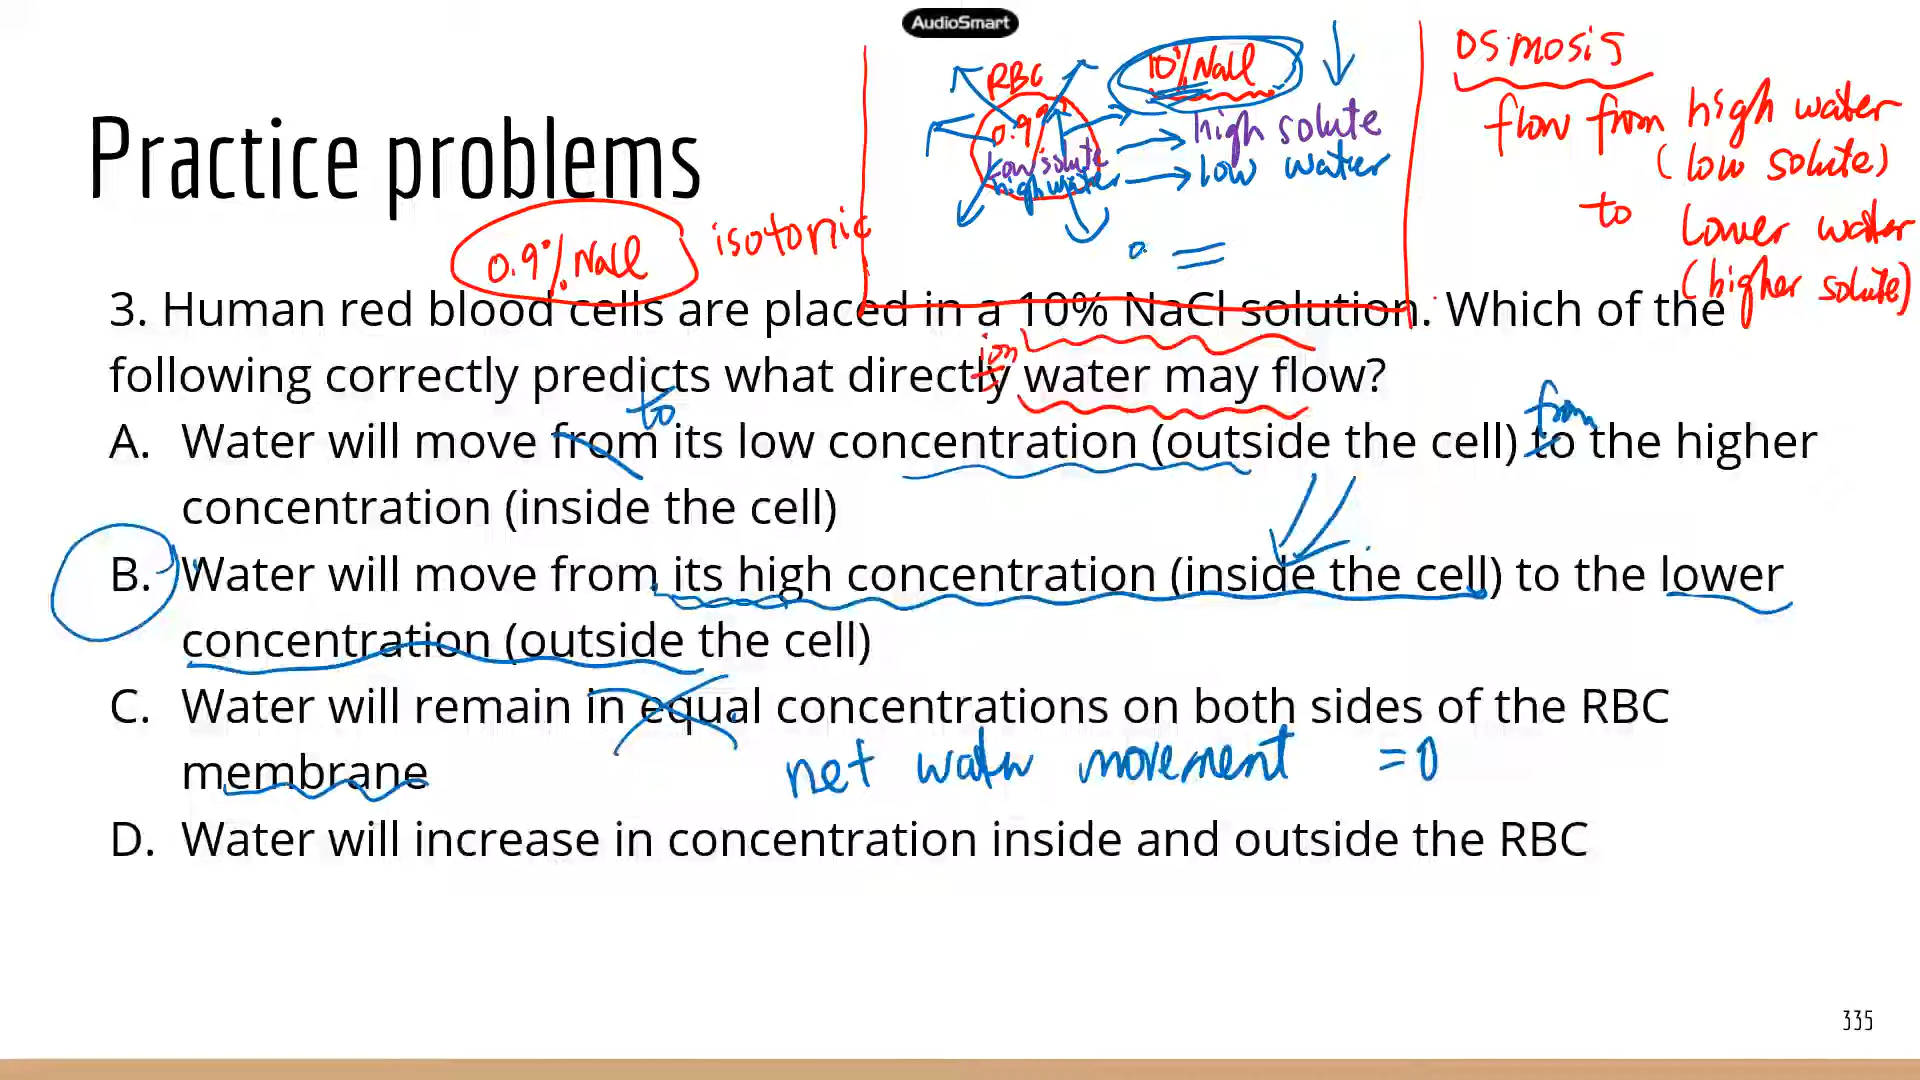 AudioSmart
Practice problems
RBC
10% NaCl
0.9%
low solute
high water
high solute
low water
=
osmosis
flow from high water
(low solute)
to
lower water
(higher solute)
0.9% NaCl isotonic
3. Human red blood cells are placed in a 10% NaCl solution. Which of the
ion
following correctly predicts what directly water may flow?
to
from
A. Water will move from its low concentration (outside the cell) to the higher
concentration (inside the cell)
B. Water will move from its high concentration (inside the cell) to the lower
concentration (outside the cell)
C. Water will remain in equal concentrations on both sides of the RBC
membrane
net water movement = 0
D. Water will increase in concentration inside and outside the RBC
335